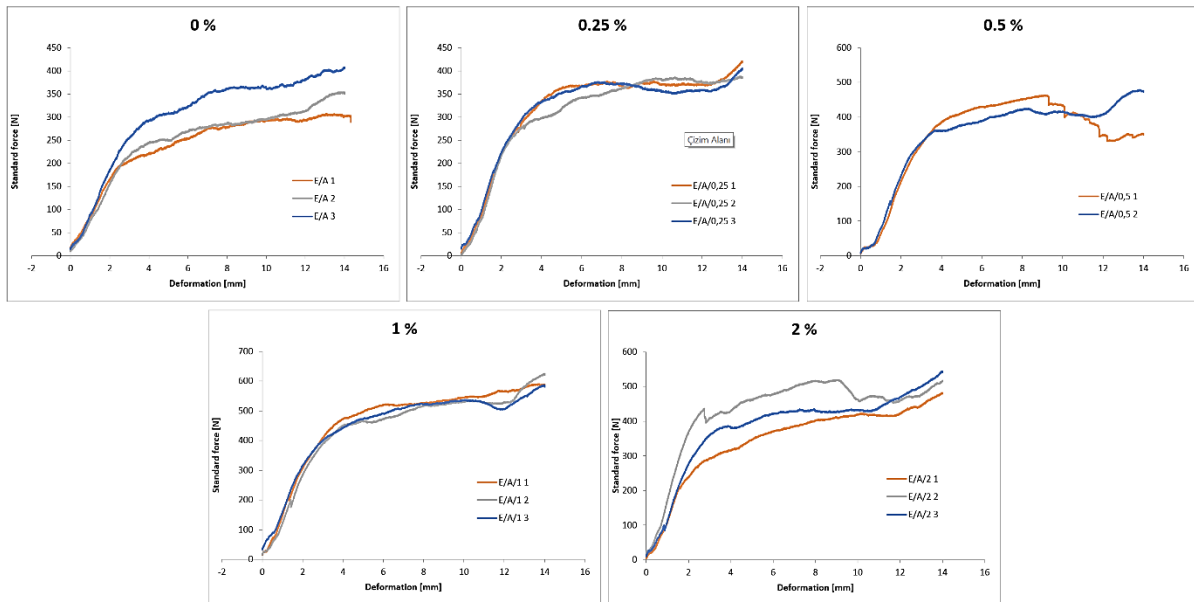 0 %
Standard force [N]
450
400
350
300
250
200
150
100
50
0
-2 0 2 4 6 8 10 12 14 16
Deformation [mm]
E/A 1
E/A 2
E/A 3
0.25 %
Standard force [N]
450
400
350
300
250
200
150
100
50
0
-2 0 2 4 6 8 10 12 14 16
Deformation [mm]
Çizim Alanı
E/A/0,25 1
E/A/0,25 2
E/A/0,25 3
0.5 %
Standard force [N]
600
500
400
300
200
100
0
-2 0 2 4 6 8 10 12 14 16
Deformation [mm]
E/A/0,5 1
E/A/0,5 2
1 %
Standard force [N]
700
600
500
400
300
200
100
0
-2 0 2 4 6 8 10 12 14 16
Deformation [mm]
E/A/1 1
E/A/1 2
E/A/1 3
2 %
Standard force [N]
600
500
400
300
200
100
0
-2 0 2 4 6 8 10 12 14 16
Deformation [mm]
E/A/2 1
E/A/2 2
E/A/2 3